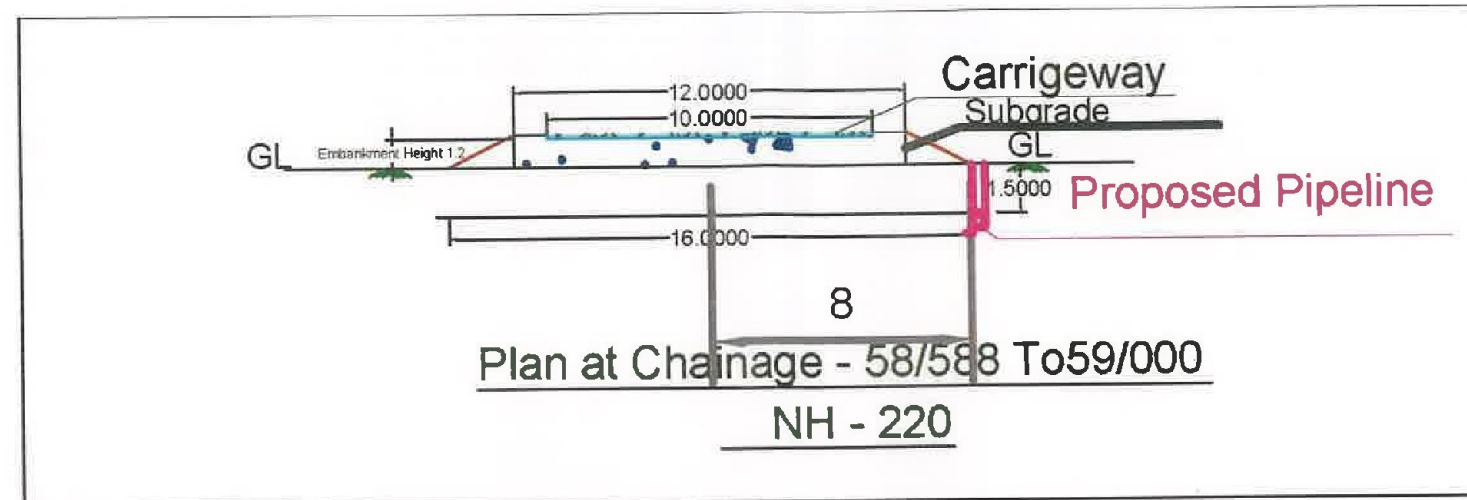 Carrigeway
12.0000
Subgrade
10.0000
GL
Embankment Height 1.2
GL
1.5000
Proposed Pipeline
16.0000
8
Plan at Chainage - 58/588 To59/000
NH - 220